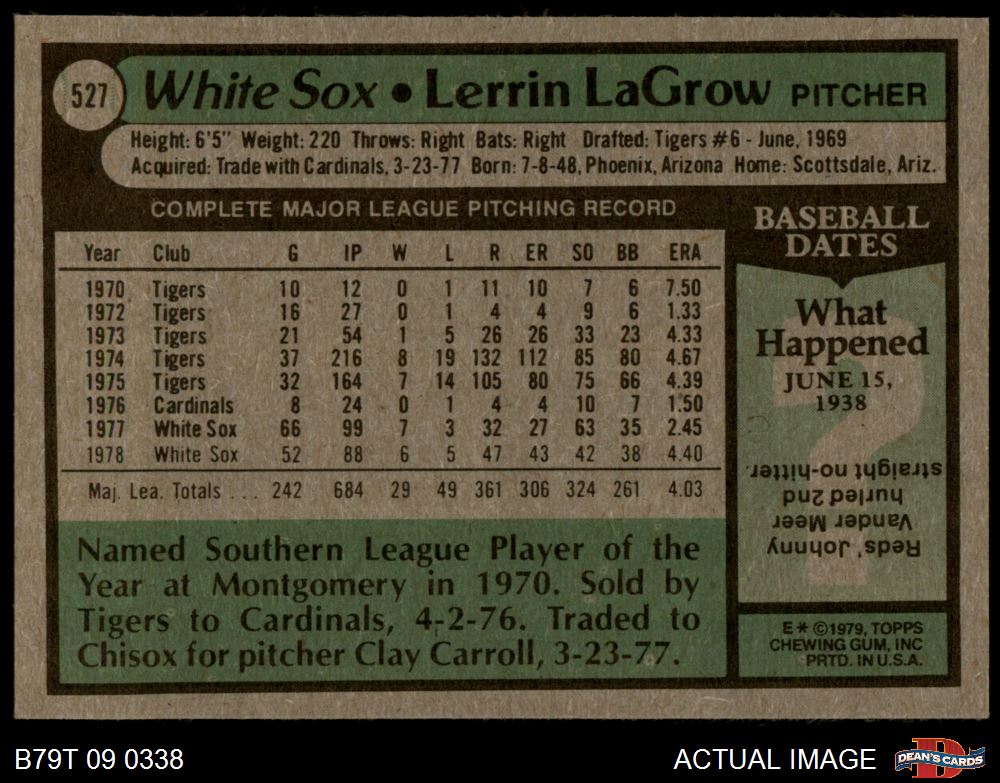 527
White Sox • Lerrin LaGrow PITCHER
Height: 6'5" Weight: 220 Throws: Right Bats: Right Drafted: Tigers #6 - June, 1969
Acquired: Trade with Cardinals, 3-23-77 Born: 7-8-48, Phoenix, Arizona Home: Scottsdale, Ariz.
COMPLETE MAJOR LEAGUE PITCHING RECORD
Year Club G IP W L R ER SO BB ERA
1970 Tigers 10 12 0 1 11 10 7 6 7.50
1972 Tigers 16 27 0 1 4 4 9 6 1.33
1973 Tigers 21 54 1 5 26 26 33 23 4.33
1974 Tigers 37 216 8 19 132 112 85 80 4.67
1975 Tigers 32 164 7 14 105 80 75 66 4.39
1976 Cardinals 8 24 0 1 4 4 10 7 1.50
1977 White Sox 66 99 7 3 32 27 63 35 2.45
1978 White Sox 52 88 6 5 47 43 42 38 4.40
Maj. Lea. Totals . . . 242 684 29 49 361 306 324 261 4.03
Named Southern League Player of the
Year at Montgomery in 1970. Sold by
Tigers to Cardinals, 4-2-76. Traded to
Chisox for pitcher Clay Carroll, 3-23-77.
BASEBALL
DATES
What
Happened
JUNE 15,
1938
?
Reds' Johnny
Vander Meer
hurled 2nd
straight no-hitter.
E * ©1979, TOPPS
CHEWING GUM, INC
PRTD. IN U.S.A.
B79T 09 0338
ACTUAL IMAGE
D
DEAN'S CARDS